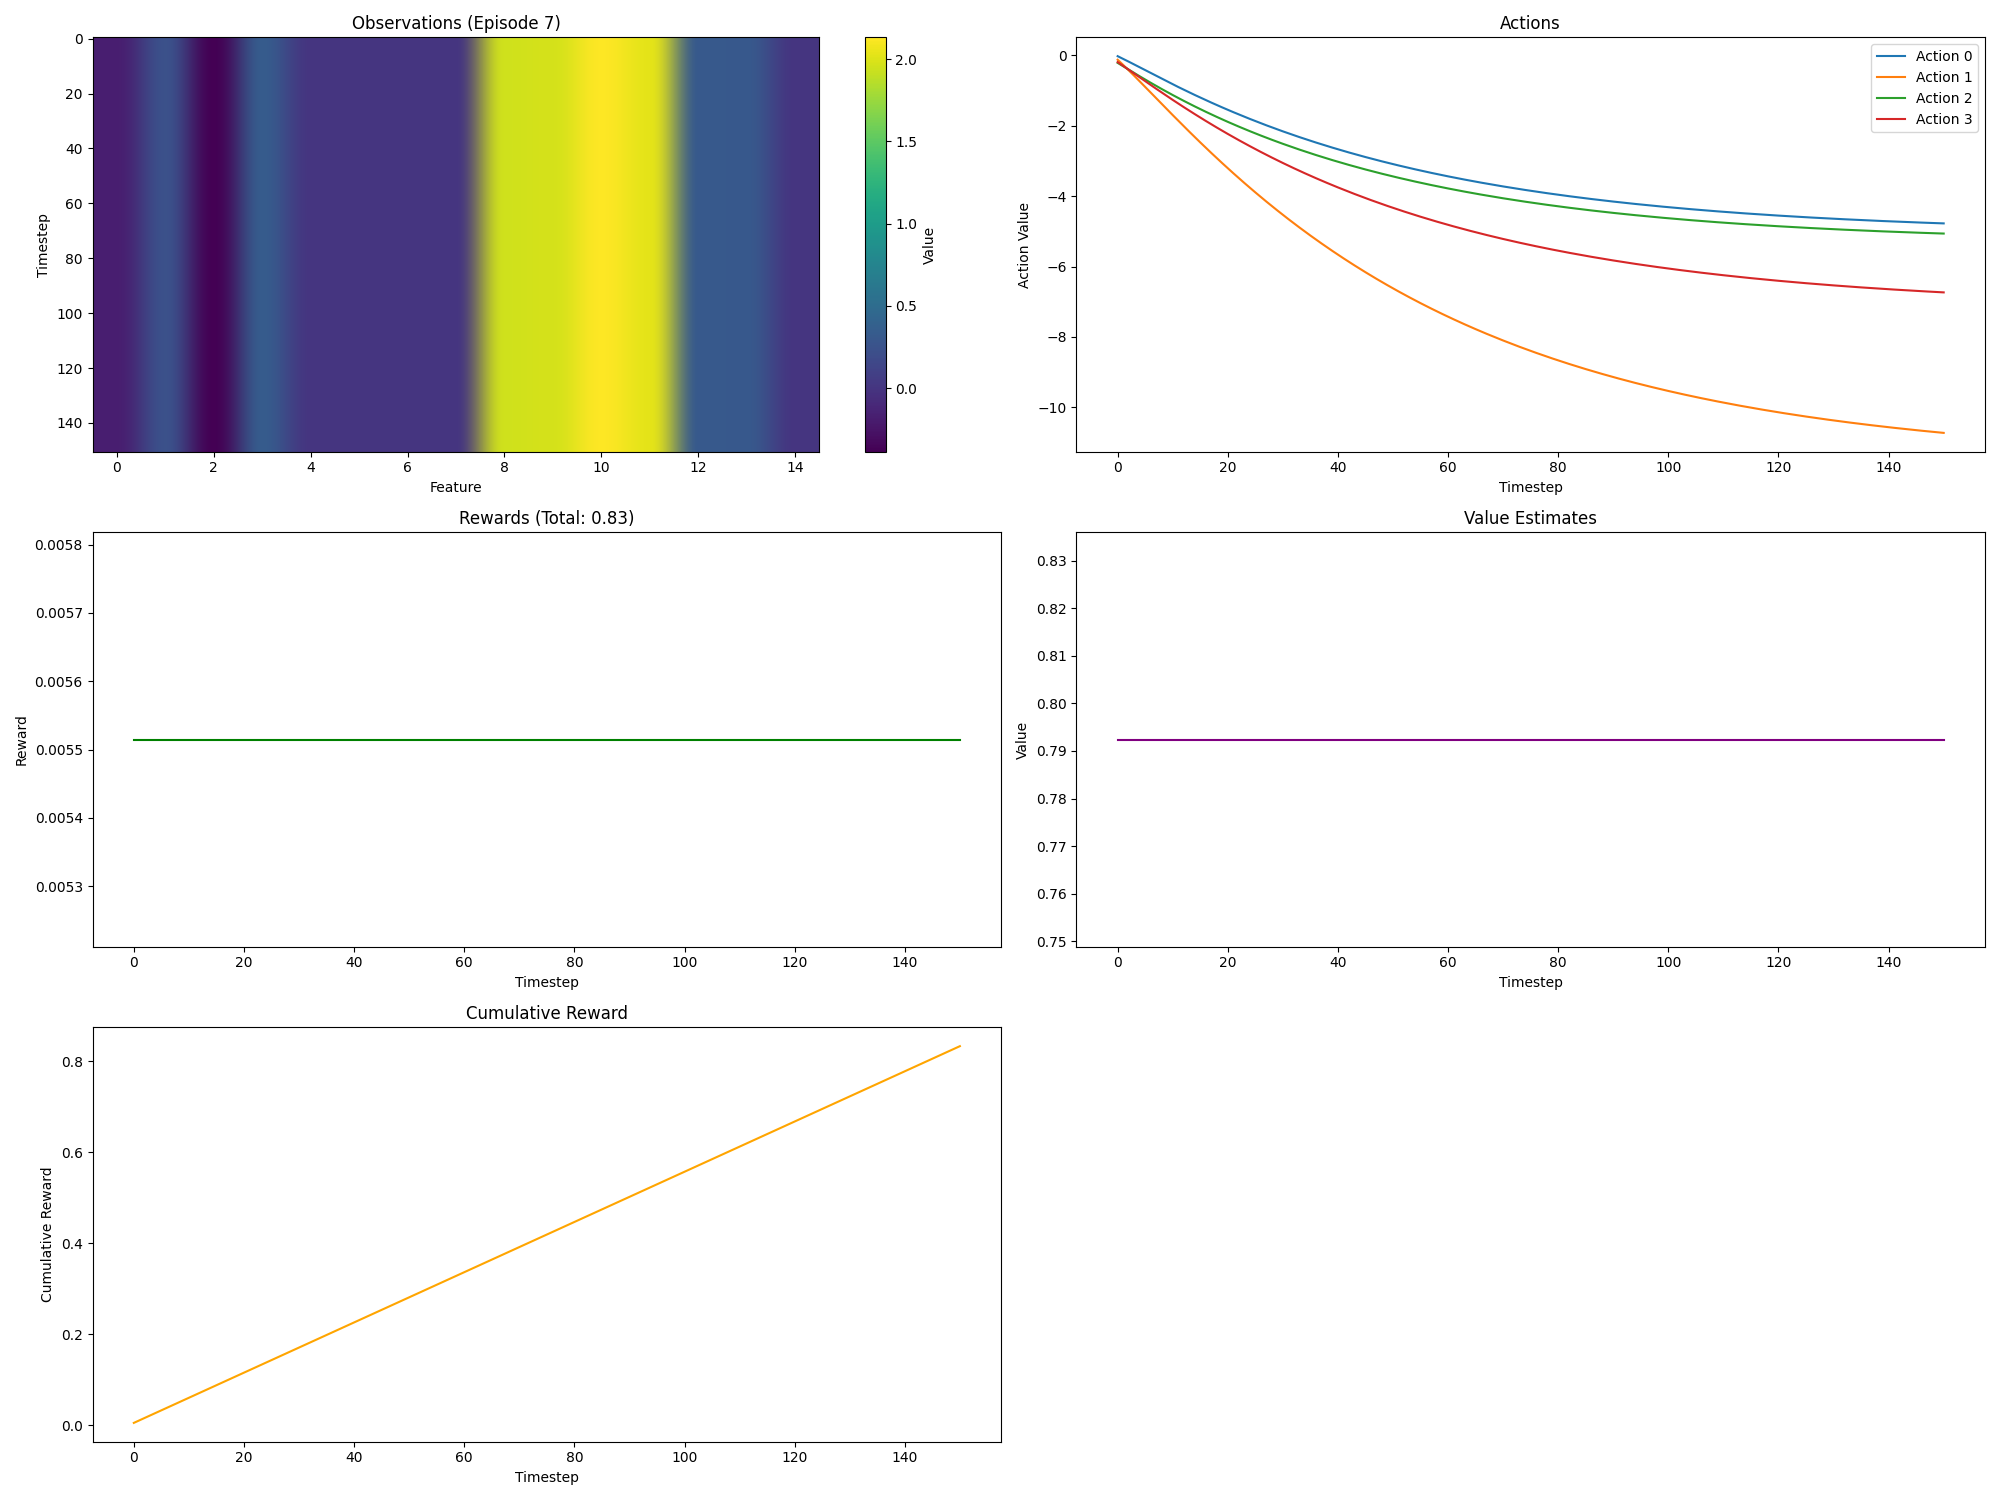 Observations (Episode 7)
0
20
40
60
80
100
120
140
Timestep
0 2 4 6 8 10 12 14
Feature
2.0
1.5
1.0
0.5
0.0
Value
Actions
Action 0
Action 1
Action 2
Action 3
0
−2
−4
−6
−8
−10
Action Value
0 20 40 60 80 100 120 140
Timestep
Rewards (Total: 0.83)
0.0058
0.0057
0.0056
0.0055
0.0054
0.0053
Reward
0 20 40 60 80 100 120 140
Timestep
Value Estimates
0.83
0.82
0.81
0.80
0.79
0.78
0.77
0.76
0.75
Value
0 20 40 60 80 100 120 140
Timestep
Cumulative Reward
0.8
0.6
0.4
0.2
0.0
Cumulative Reward
0 20 40 60 80 100 120 140
Timestep